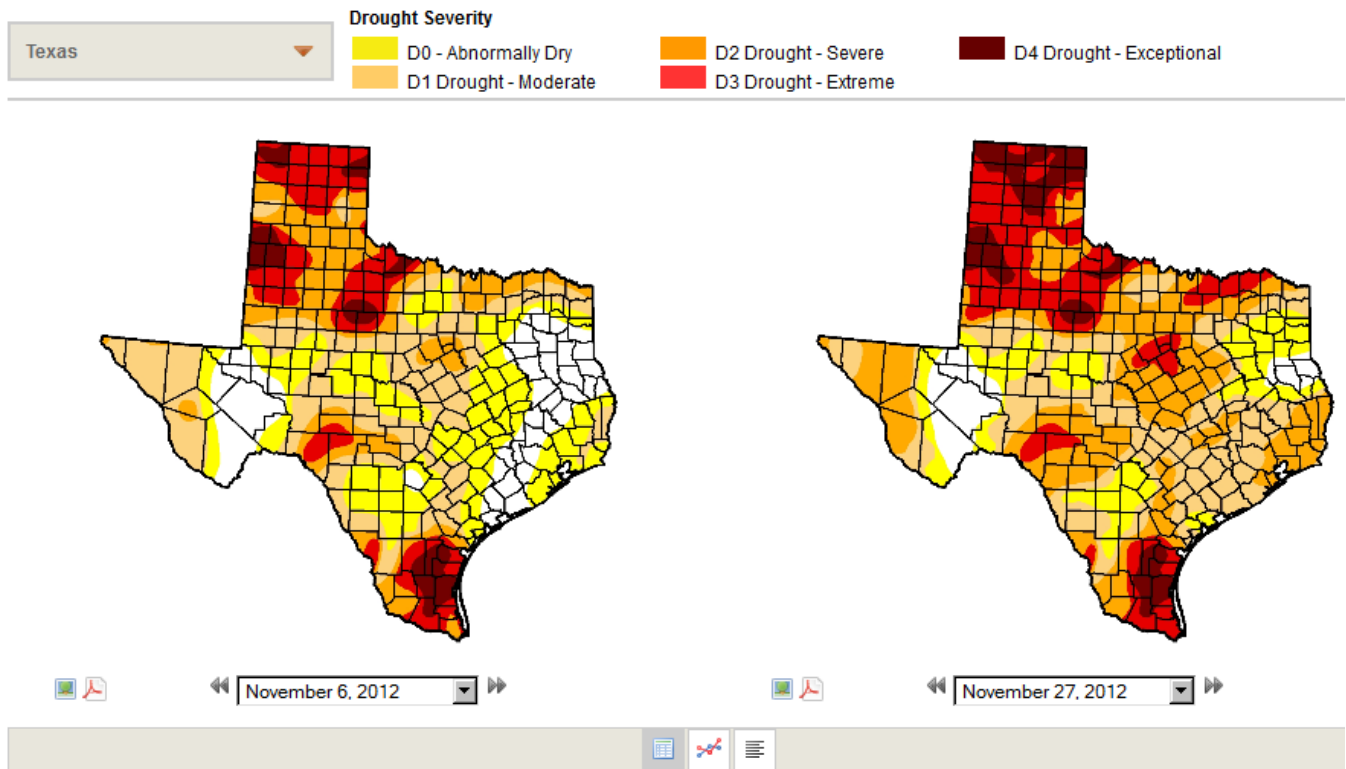 Texas
Drought Severity
D0 - Abnormally Dry
D2 Drought - Severe
D4 Drought - Exceptional
D1 Drought - Moderate
D3 Drought - Extreme
November 6, 2012
November 27, 2012